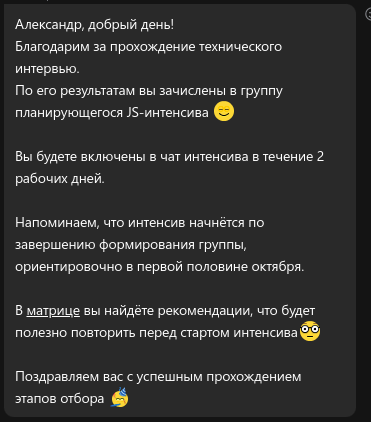 Александр, добрый день!
Благодарим за прохождение технического
интервью.
По его результатам вы зачислены в группу
планирующегося JS-интенсива 😌
Вы будете включены в чат интенсива в течение 2
рабочих дней.
Напоминаем, что интенсив начнётся по
завершению формирования группы,
ориентировочно в первой половине октября.
В матрице вы найдёте рекомендации, что будет
полезно повторить перед стартом интенсива🤓
Поздравляем вас с успешным прохождением
этапов отбора 🥳